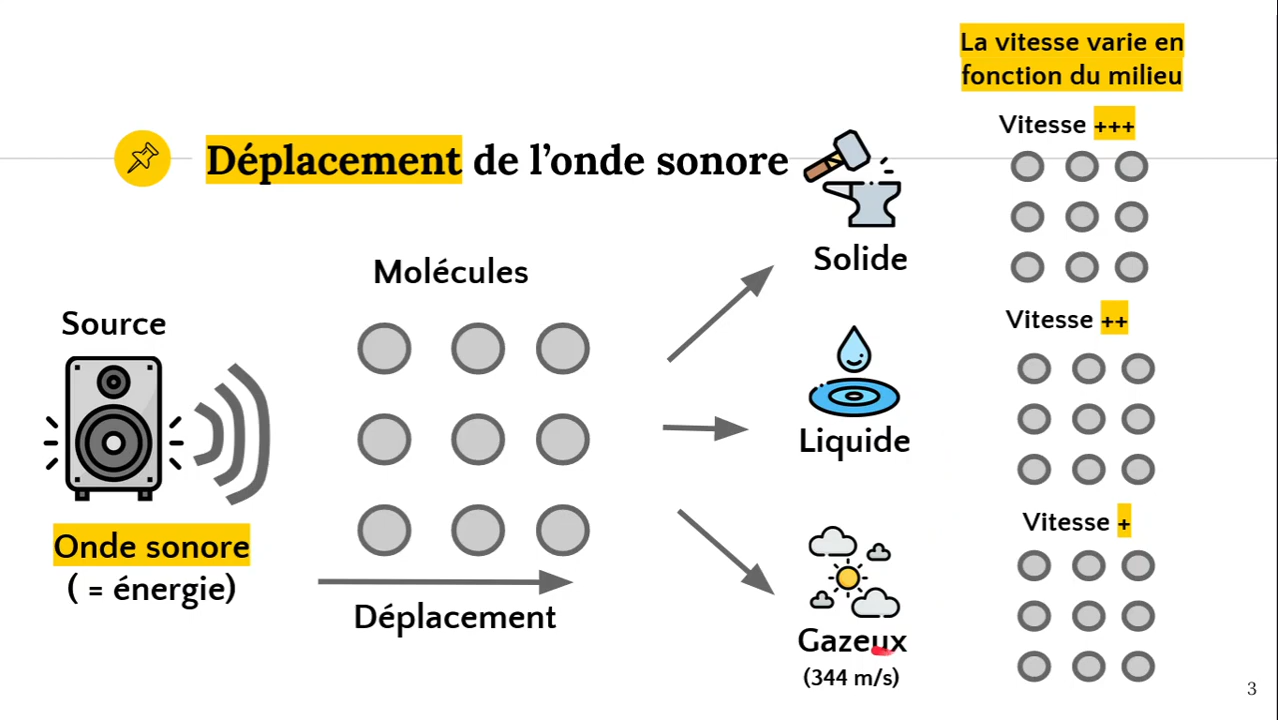 Déplacement de l’onde sonore
Source
Onde sonore
( = énergie)
Molécules
Déplacement
Solide
Liquide
Gazeux
(344 m/s)
La vitesse varie en
fonction du milieu
Vitesse +++
Vitesse ++
Vitesse +
3